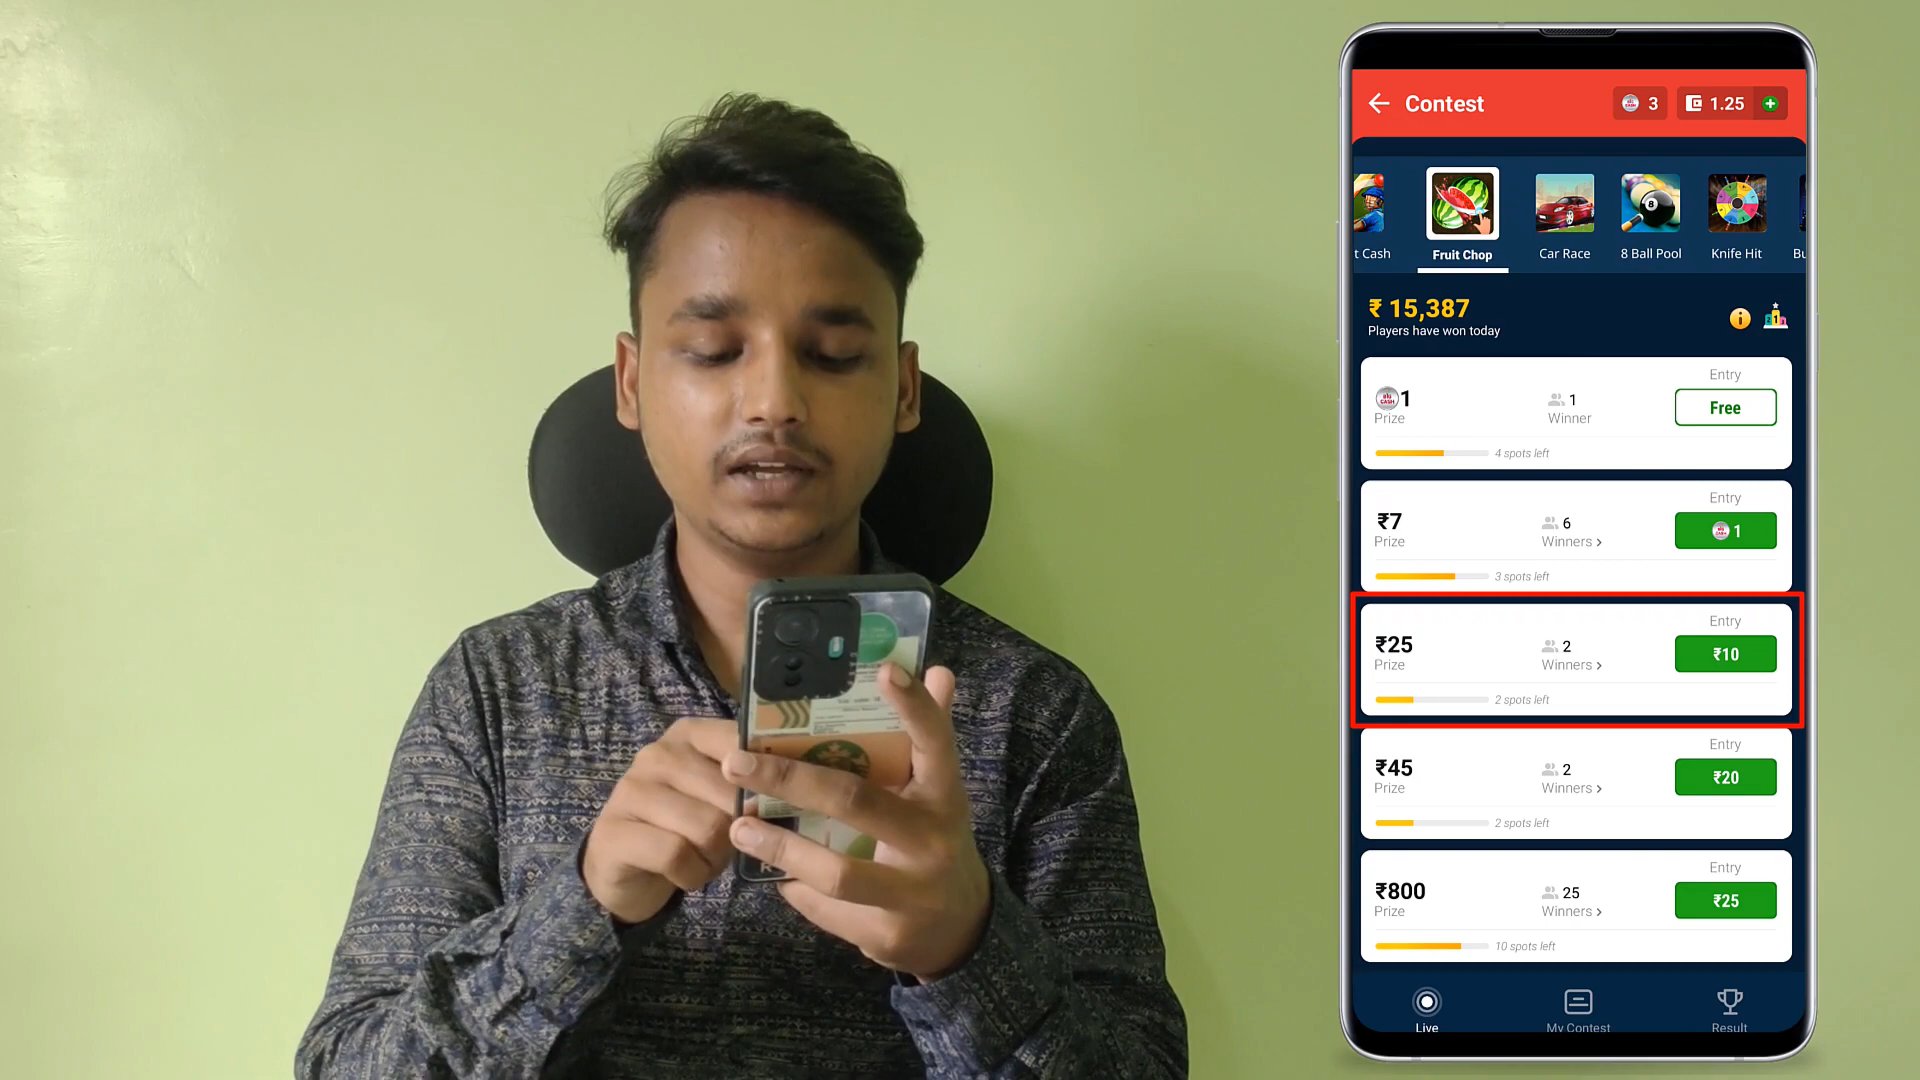 Contest
3
1.25
t Cash
Fruit Chop
Car Race
8 Ball Pool
Knife Hit
Bu
₹ 15,387
Players have won today
1
Prize
1
Winner
Entry
Free
4 spots left
₹7
Prize
6
Winners
Entry
1
3 spots left
₹25
Prize
2
Winners
Entry
₹10
2 spots left
₹45
Prize
2
Winners
Entry
₹20
2 spots left
₹800
Prize
25
Winners
Entry
₹25
10 spots left
Live
My Contest
Result